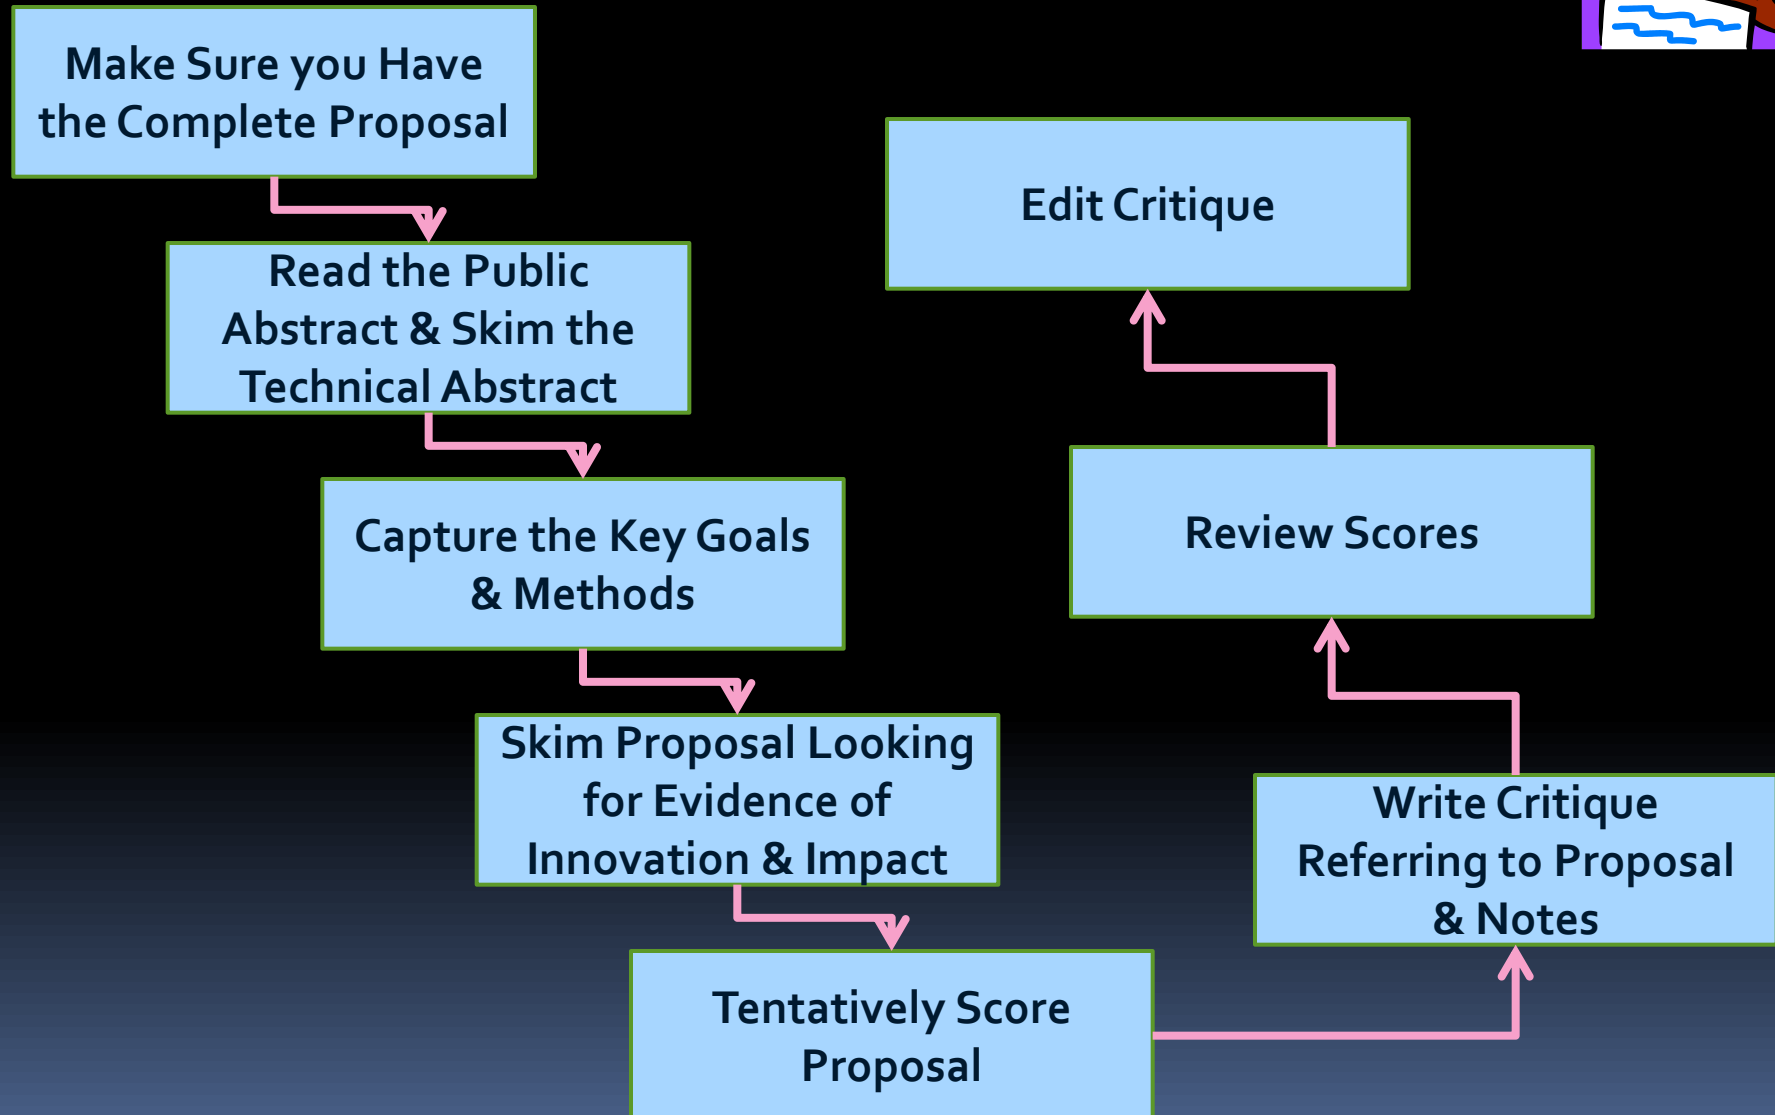 Make Sure you Have
the Complete Proposal
Read the Public
Abstract & Skim the
Technical Abstract
Capture the Key Goals
& Methods
Skim Proposal Looking
for Evidence of
Innovation & Impact
Tentatively Score
Proposal
Write Critique
Referring to Proposal
& Notes
Review Scores
Edit Critique